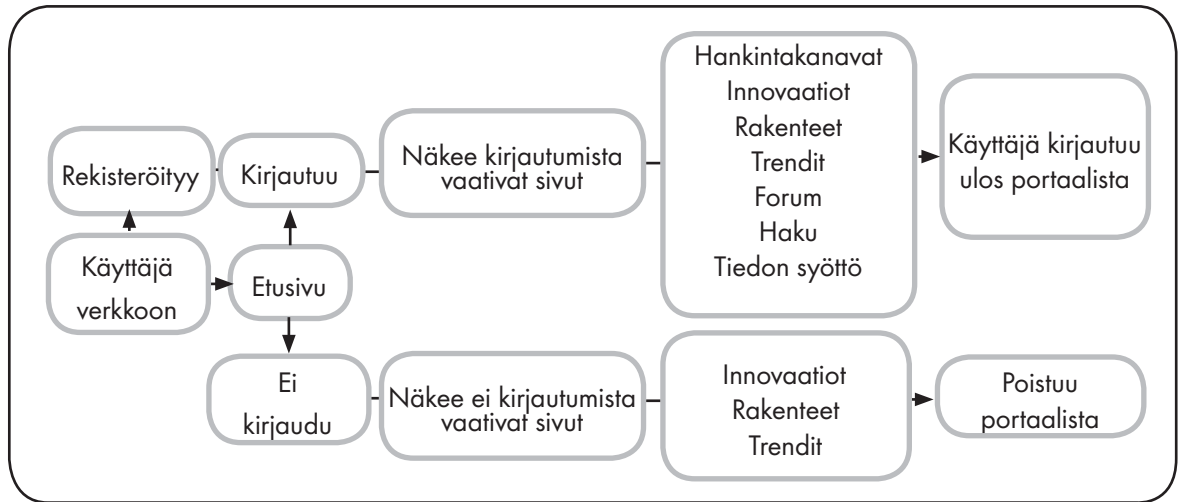 Rekisteröityy
Kirjautuu
Näkee kirjautumista
vaativat sivut
Hankintakanavat
Innovaatiot
Rakenteet
Trendit
Forum
Haku
Tiedon syöttö
Käyttäjä kirjautuu
ulos portaalista
Käyttäjä
verkkoon
Etusivu
Ei
kirjaudu
Näkee ei kirjautumista
vaativat sivut
Innovaatiot
Rakenteet
Trendit
Poistuu
portaalista